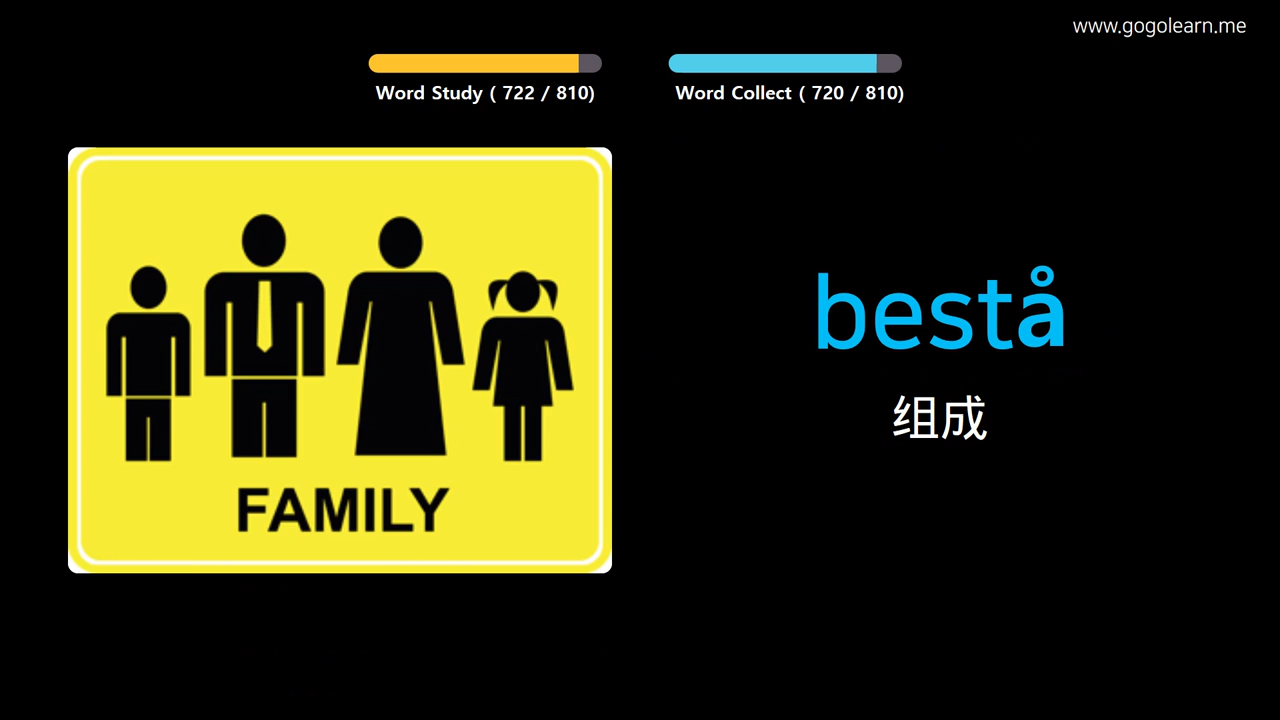 www.gogolearn.me
Word Study ( 722 / 810)
Word Collect ( 720 / 810)
FAMILY
bestå
组成